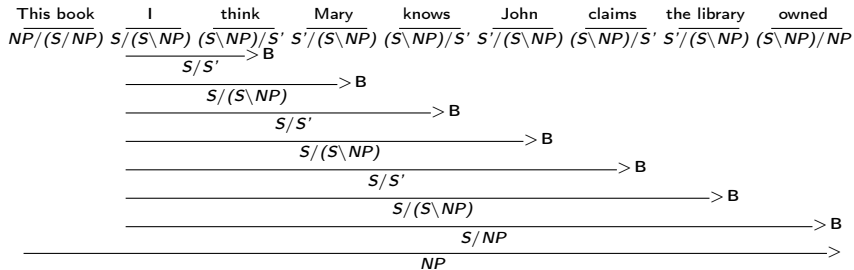 This book I think Mary knows John claims the library owned
NP/(S/NP) S/(S\NP) (S\NP)/S' S'/(S\NP) (S\NP)/S' S'/(S\NP) (S\NP)/S' S'/(S\NP) (S\NP)/NP
> B
S/S'
> B
S/(S\NP)
> B
S/S'
> B
S/(S\NP)
> B
S/S'
> B
S/(S\NP)
> B
S/NP
>
NP